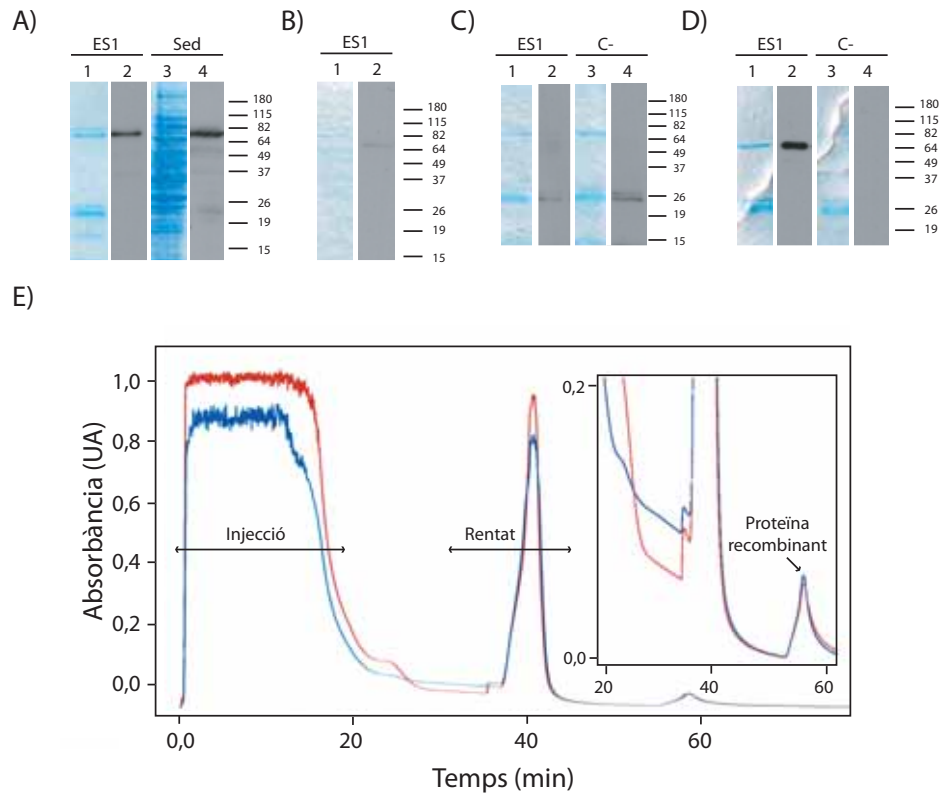 A)
ES1 Sed
1 2 3 4
180
115
82
64
49
37
26
19
15
B)
ES1
1 2
180
115
82
64
49
37
26
19
15
C)
ES1 C-
1 2 3 4
180
115
82
64
49
37
26
19
15
D)
ES1 C-
1 2 3 4
180
115
82
64
49
37
26
19
E)
Absorbància (UA)
1,0
0,8
0,6
0,4
0,2
0,0
Injecció
Rentat
0,2
0,0
Proteïna
recombinant
20 40 60
0,0 20 40 60
Temps (min)